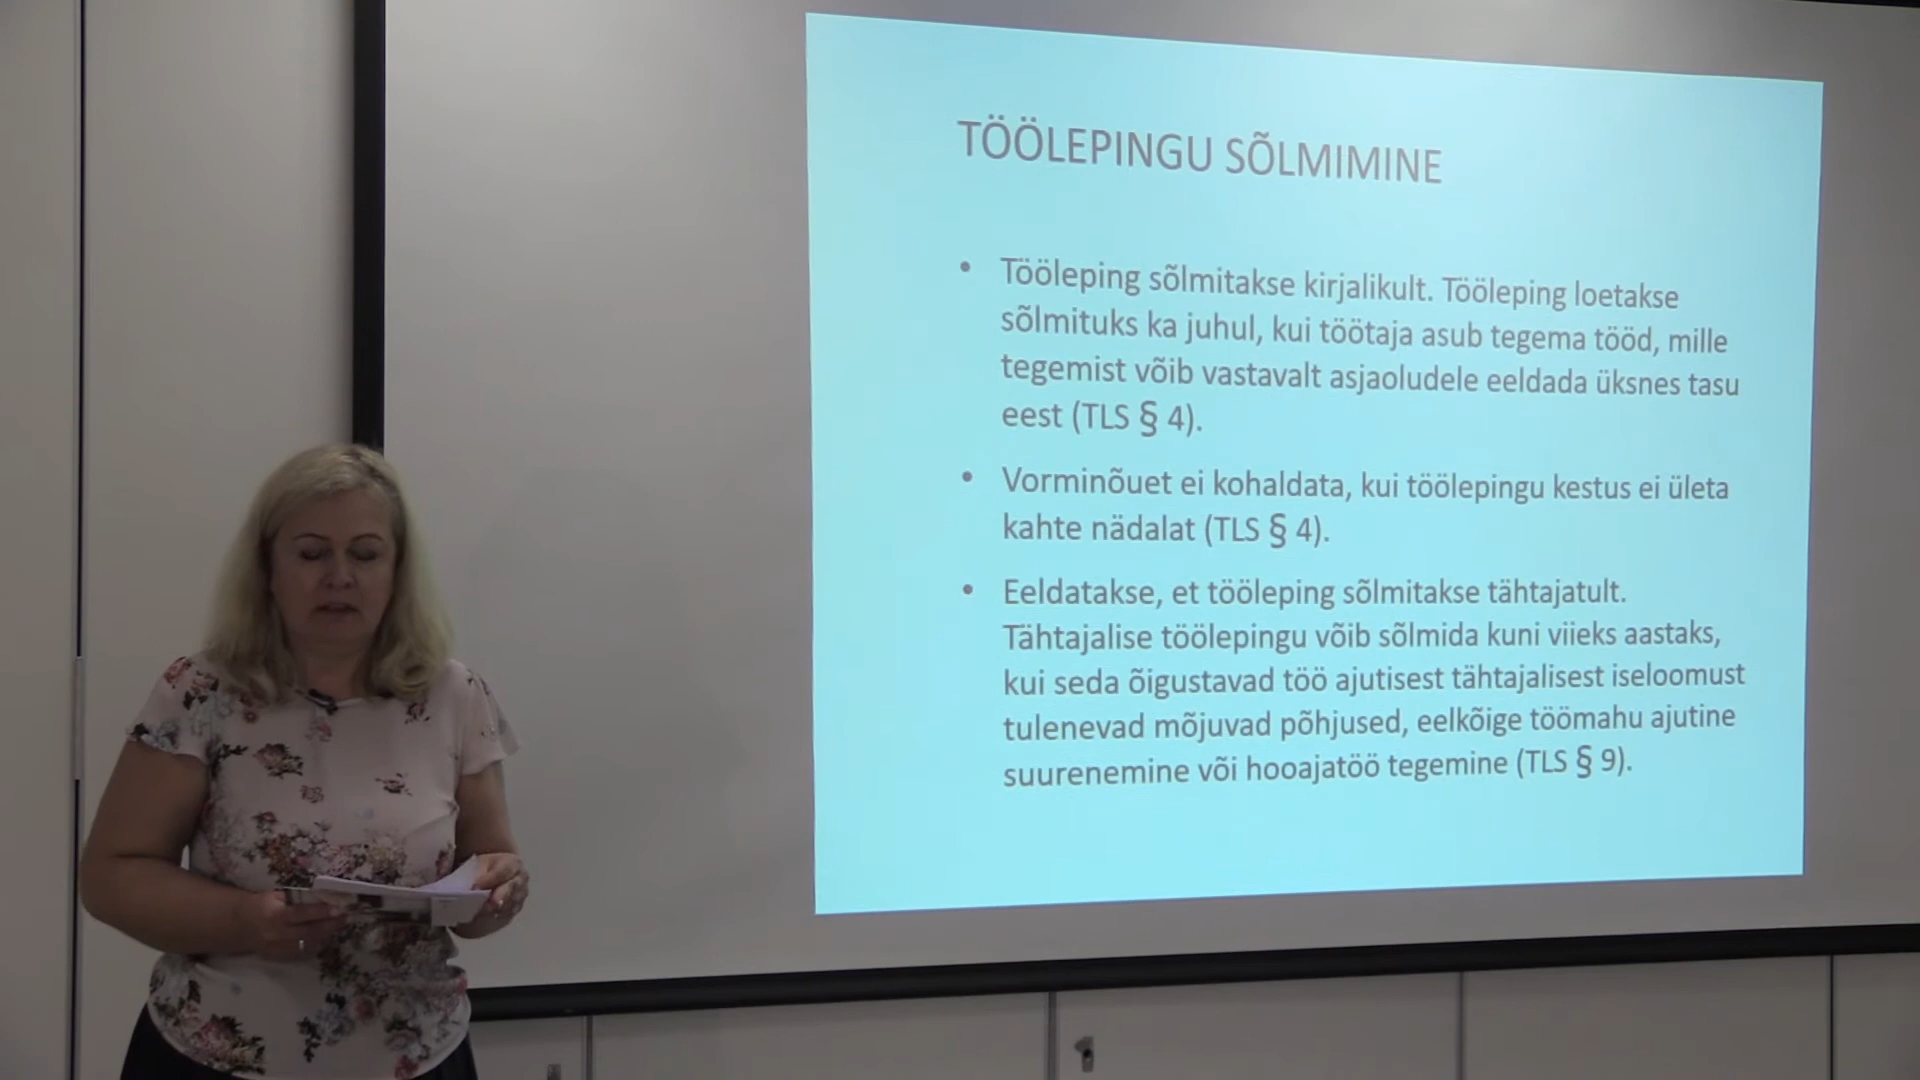 TÖÖLEPINGU SÕLMIMINE
• Tööleping sõlmitakse kirjalikult. Tööleping loetakse
sõlmituks ka juhul, kui töötaja asub tegema tööd, mille
tegemist võib vastavalt asjaoludele eeldada üksnes tasu
eest (TLS § 4).
• Vorminõuet ei kohaldata, kui töölepingu kestus ei ületa
kahte nädalat (TLS § 4).
• Eeldatakse, et tööleping sõlmitakse tähtajatult.
Tähtajalise töölepingu võib sõlmida kuni viieks aastaks,
kui seda õigustavad töö ajutisest tähtajalisest iseloomust
tulenevad mõjuvad põhjused, eelkõige töömahu ajutine
suurenemine või hooajatöö tegemine (TLS § 9).